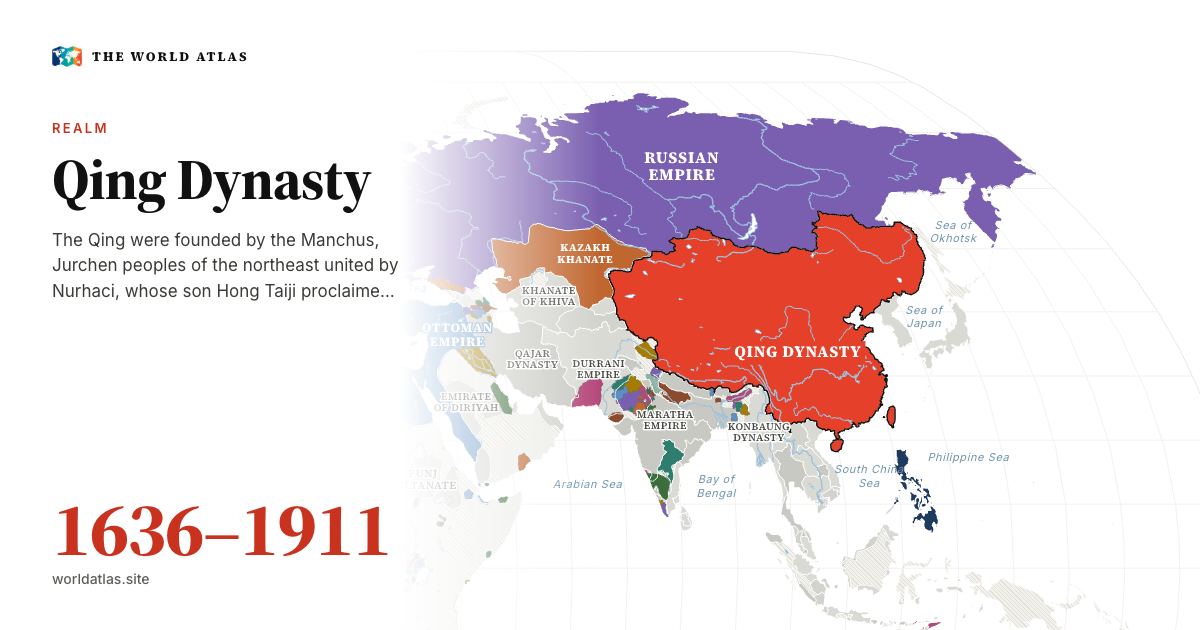 THE WORLD ATLAS
REALM
Qing Dynasty
The Qing were founded by the Manchus,
Jurchen peoples of the northeast united by
Nurhaci, whose son Hong Taiji proclaime...
1636–1911
worldatlas.site
RUSSIAN
EMPIRE
Sea of
Okhotsk
KAZAKH
KHANATE
KHANATE
OF KHIVA
Sea of
Japan
OTTOMAN
EMPIRE
QAJAR
DYNASTY
DURRANI
EMPIRE
QING DYNASTY
EMIRATE
OF DIRIYAH
MARATHA
EMPIRE
KONBAUNG
DYNASTY
Arabian Sea
Bay of
Bengal
South China
Sea
Philippine Sea